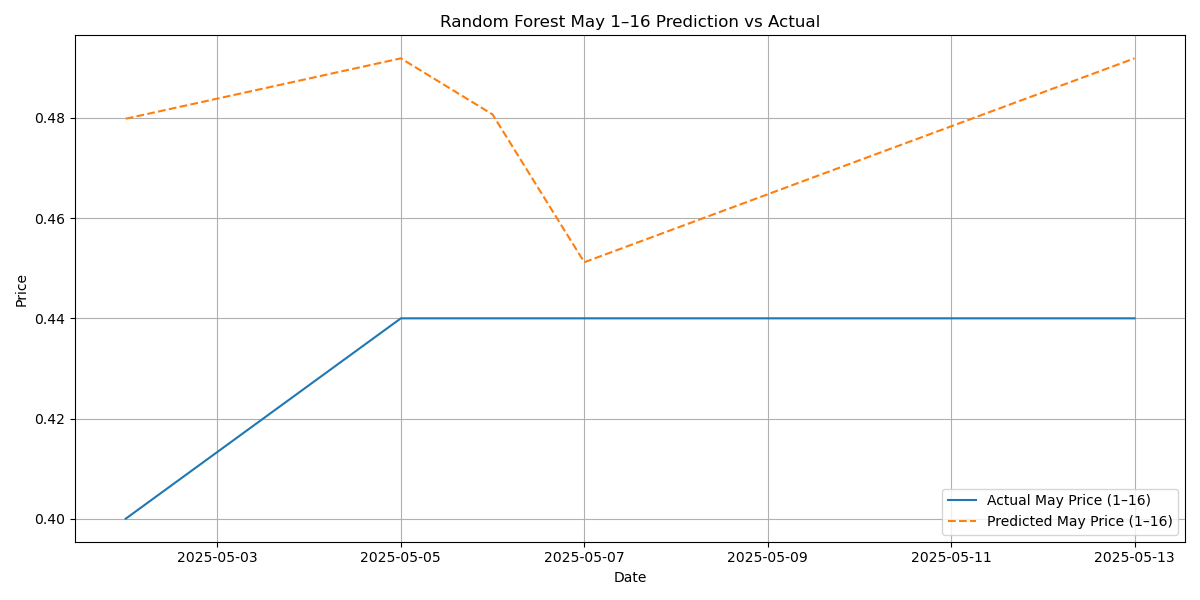 Random Forest May 1–16 Prediction vs Actual
Price
0.48
0.46
0.44
0.42
0.40
Actual May Price (1–16)
Predicted May Price (1–16)
2025-05-03
2025-05-05
2025-05-07
2025-05-09
2025-05-11
2025-05-13
Date